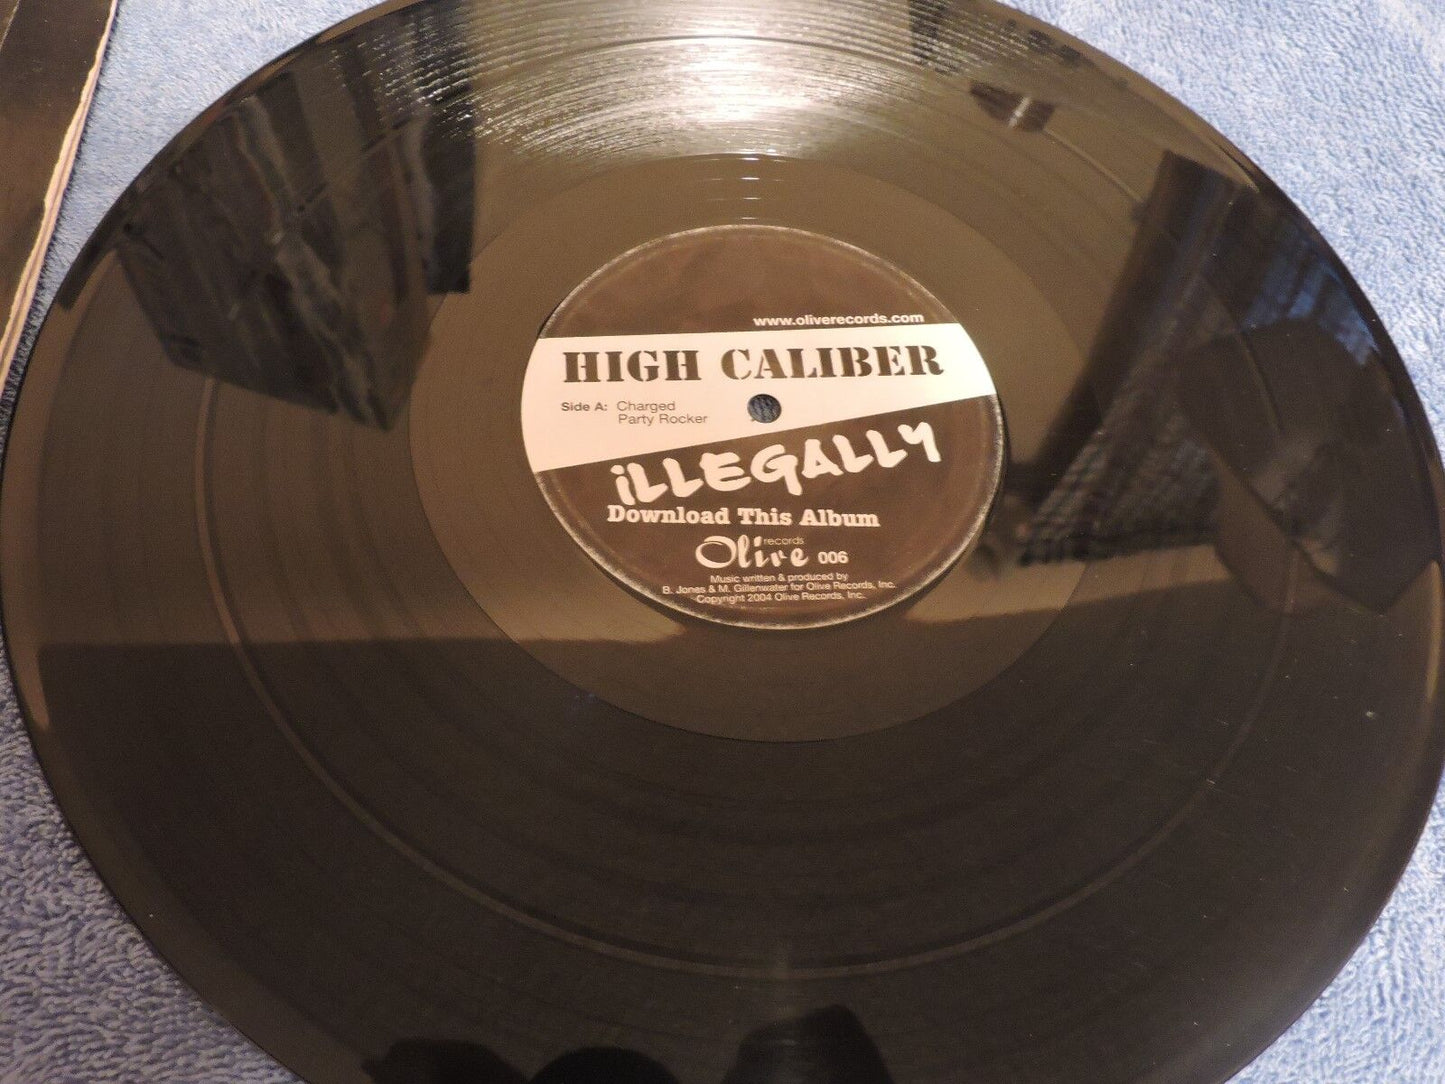 www.oliverecords.com
HIGH CALIBER
Side A: Charged
Party Rocker
iLLEGALLY
Download This Album
Olive records 006
Music written & produced by
B. Jones & M. Gillenwater for Olive Records, Inc.
Copyright 2004 Olive Records, Inc.